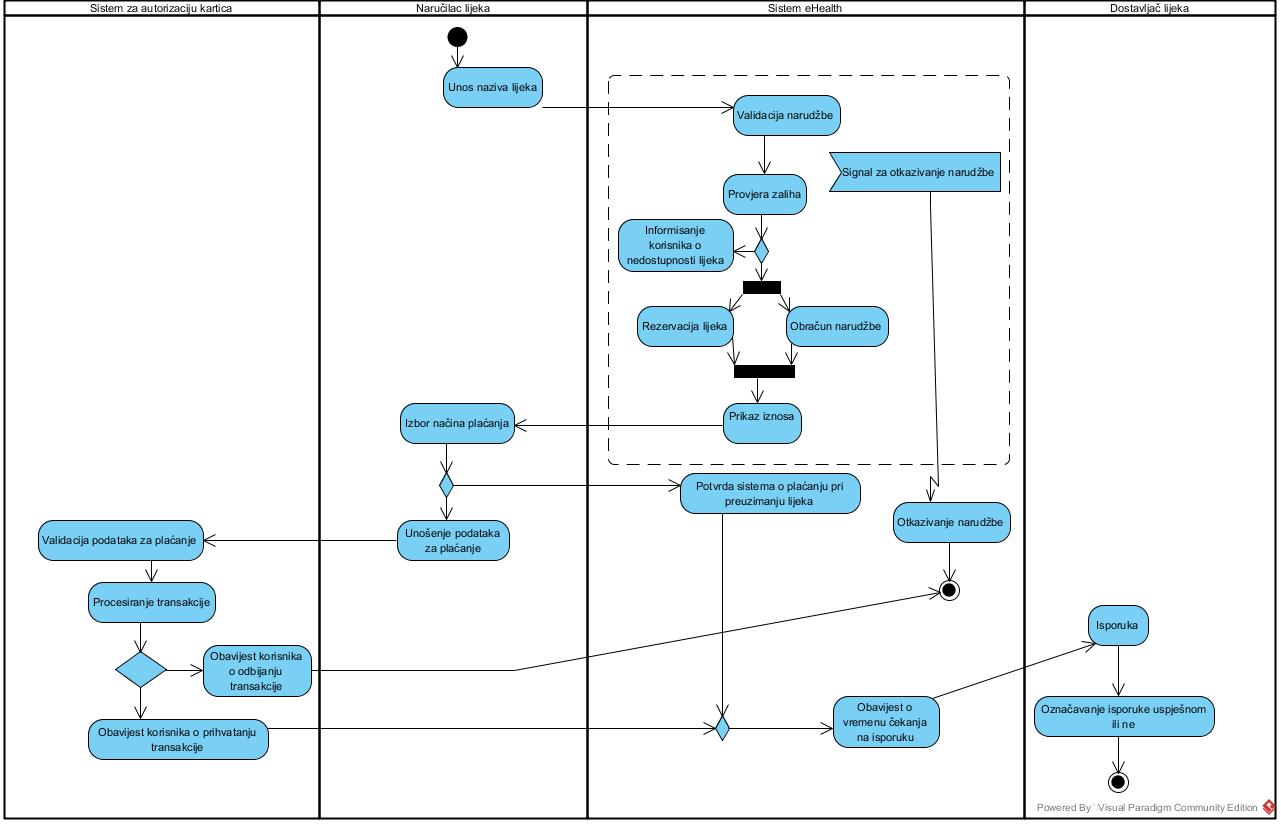 Sistem za autorizaciju kartica
Naručilac lijeka
Sistem eHealth
Dostavljač lijeka
Unos naziva lijeka
Validacija narudžbe
Signal za otkazivanje narudžbe
Provjera zaliha
Informisanje
korisnika o
nedostupnosti lijeka
Rezervacija lijeka
Obračun narudžbe
Prikaz iznosa
Izbor načina plaćanja
Potvrda sistema o plaćanju pri
preuzimanju lijeka
Otkazivanje narudžbe
Unošenje podataka
za plaćanje
Validacija podataka za plaćanje
Procesiranje transakcije
Isporuka
Obavijest korisnika
o odbijanju
transakcije
Obavijest korisnika o prihvatanju
transakcije
Obavijest o
vremenu čekanja
na isporuku
Označavanje isporuke uspješnom
ili ne
Powered By Visual Paradigm Community Edition